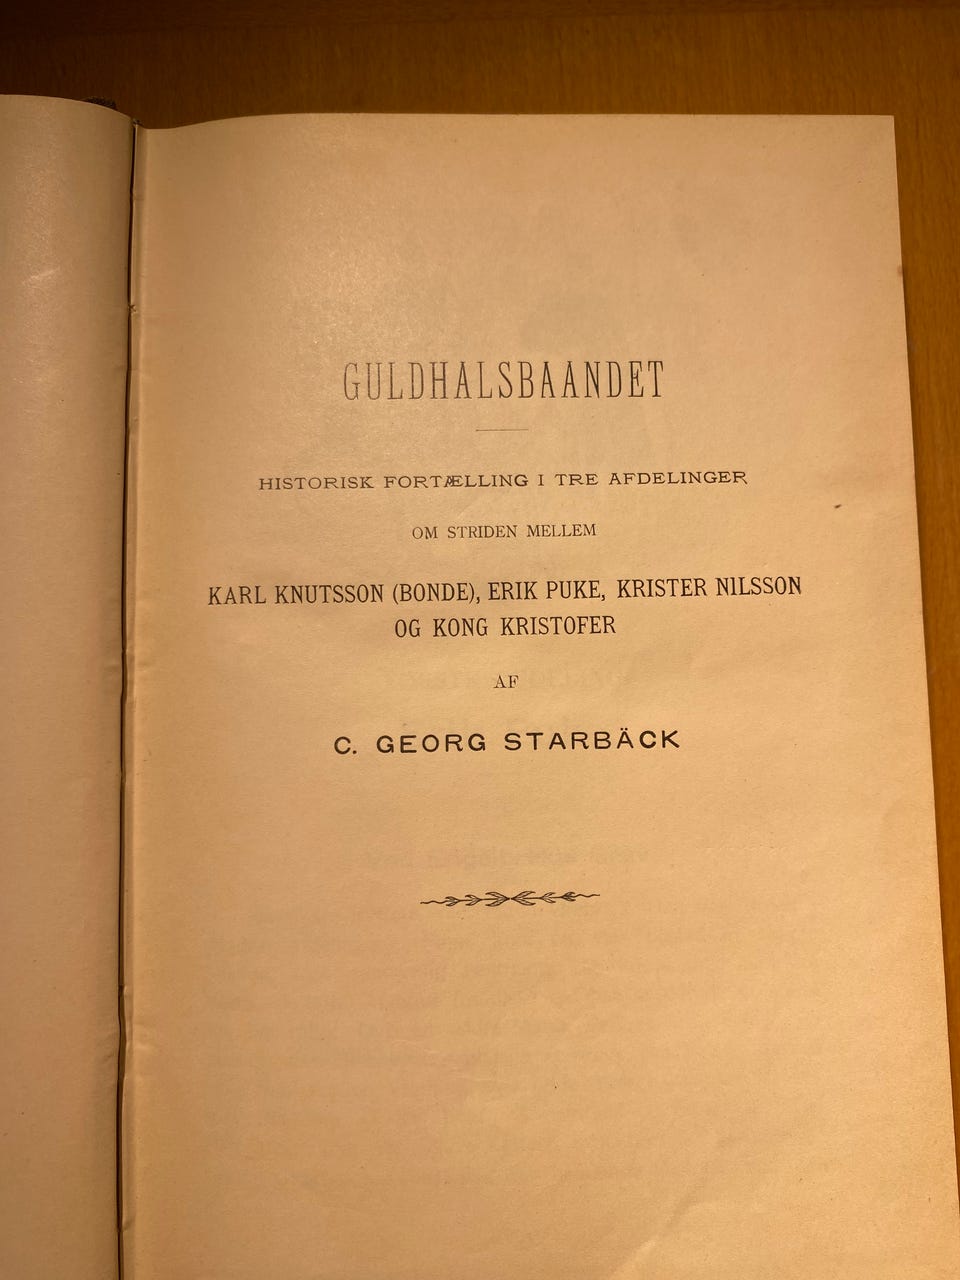 GULDHALSBAANDET
HISTORISK FORTÆLLING I TRE AFDELINGER
OM STRIDEN MELLEM
KARL KNUTSSON (BONDE), ERIK PUKE, KRISTER NILSSON
OG KONG KRISTOFER
AF
C. GEORG STARBÄCK